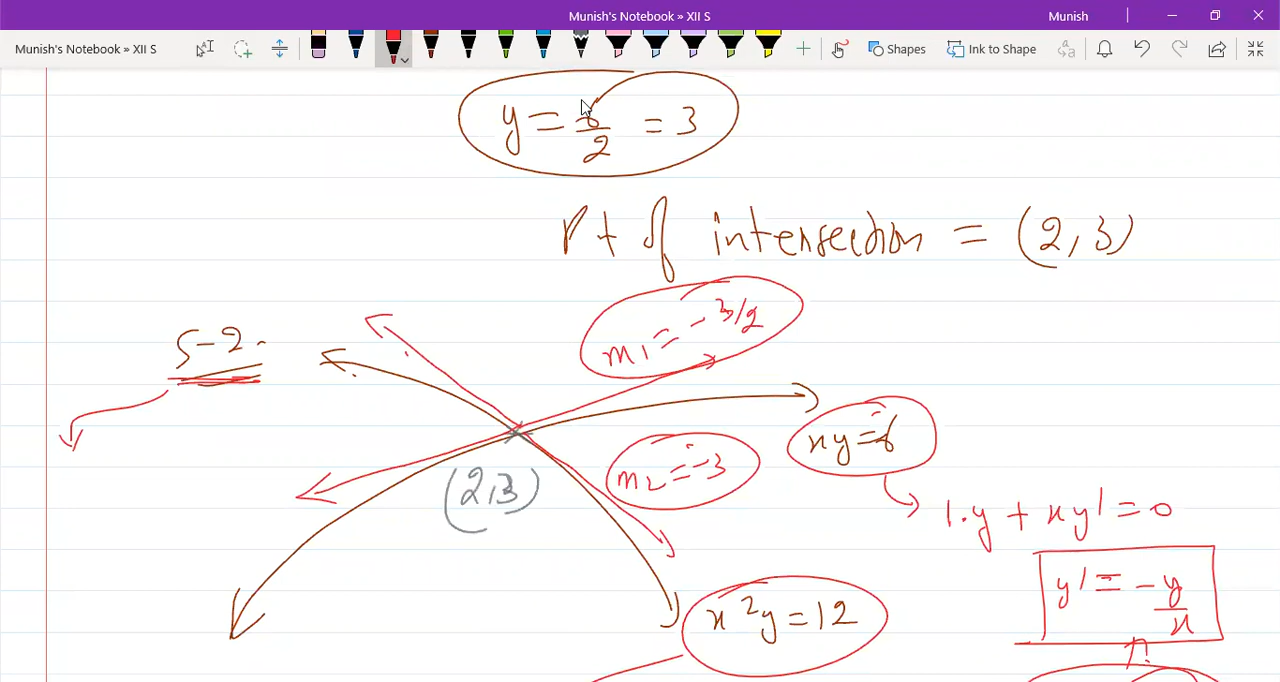 Munish's Notebook » XII S
Munish
Munish's Notebook » XII S
Shapes
Ink to Shape
y = 6/2 = 3
Pt of intersection = (2,3)
S-2.
m1 = -3/2
xy = 6
m2 = -3
(2,3)
1.y + xy' = 0
y' = -y/x
x²y = 12